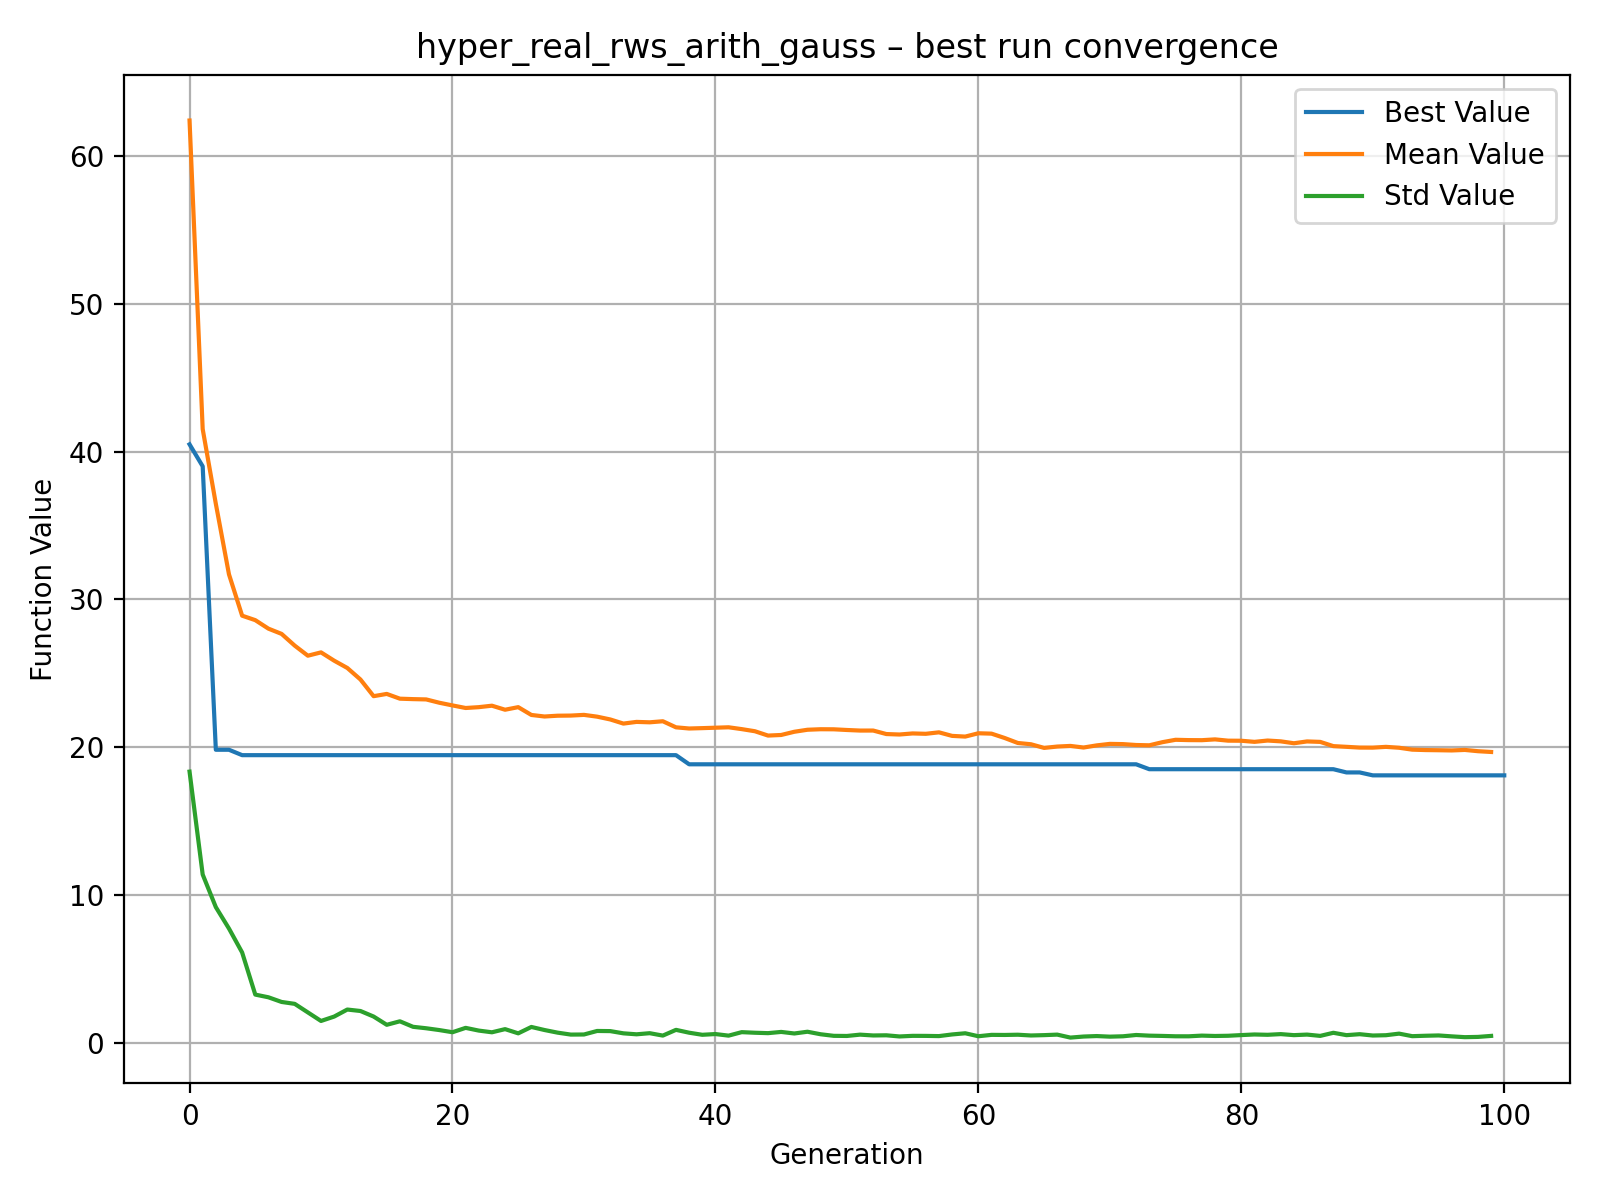 hyper_real_rws_arith_gauss – best run convergence
Best Value
Mean Value
Std Value
Function Value
60
50
40
30
20
10
0
0 20 40 60 80 100
Generation